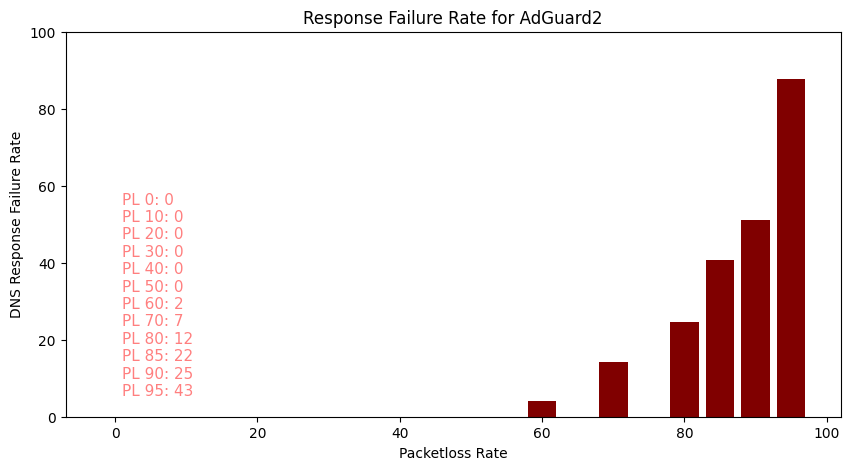 Response Failure Rate for AdGuard2
100
80
60
40
20
0
DNS Response Failure Rate
PL 0: 0
PL 10: 0
PL 20: 0
PL 30: 0
PL 40: 0
PL 50: 0
PL 60: 2
PL 70: 7
PL 80: 12
PL 85: 22
PL 90: 25
PL 95: 43
0 20 40 60 80 100
Packetloss Rate